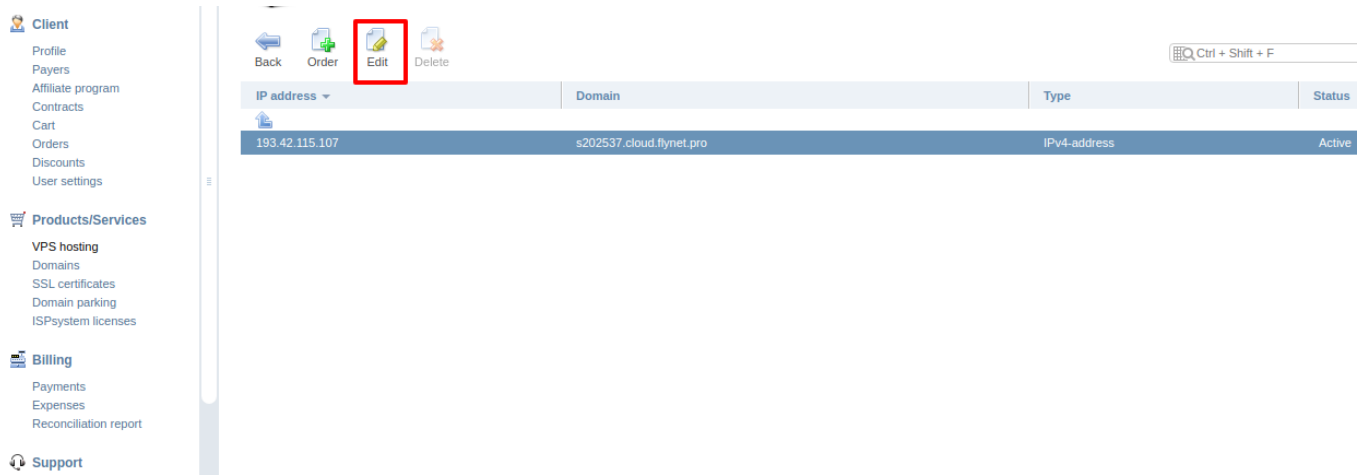 Client
Profile
Payers
Affiliate program
Contracts
Cart
Orders
Discounts
User settings
Products/Services
VPS hosting
Domains
SSL certificates
Domain parking
ISPsystem licenses
Billing
Payments
Expenses
Reconciliation report
Support
Back Order Edit Delete
Ctrl + Shift + F
IP address Domain Type Status
193.42.115.107 s202537.cloud.flynet.pro IPv4-address Active